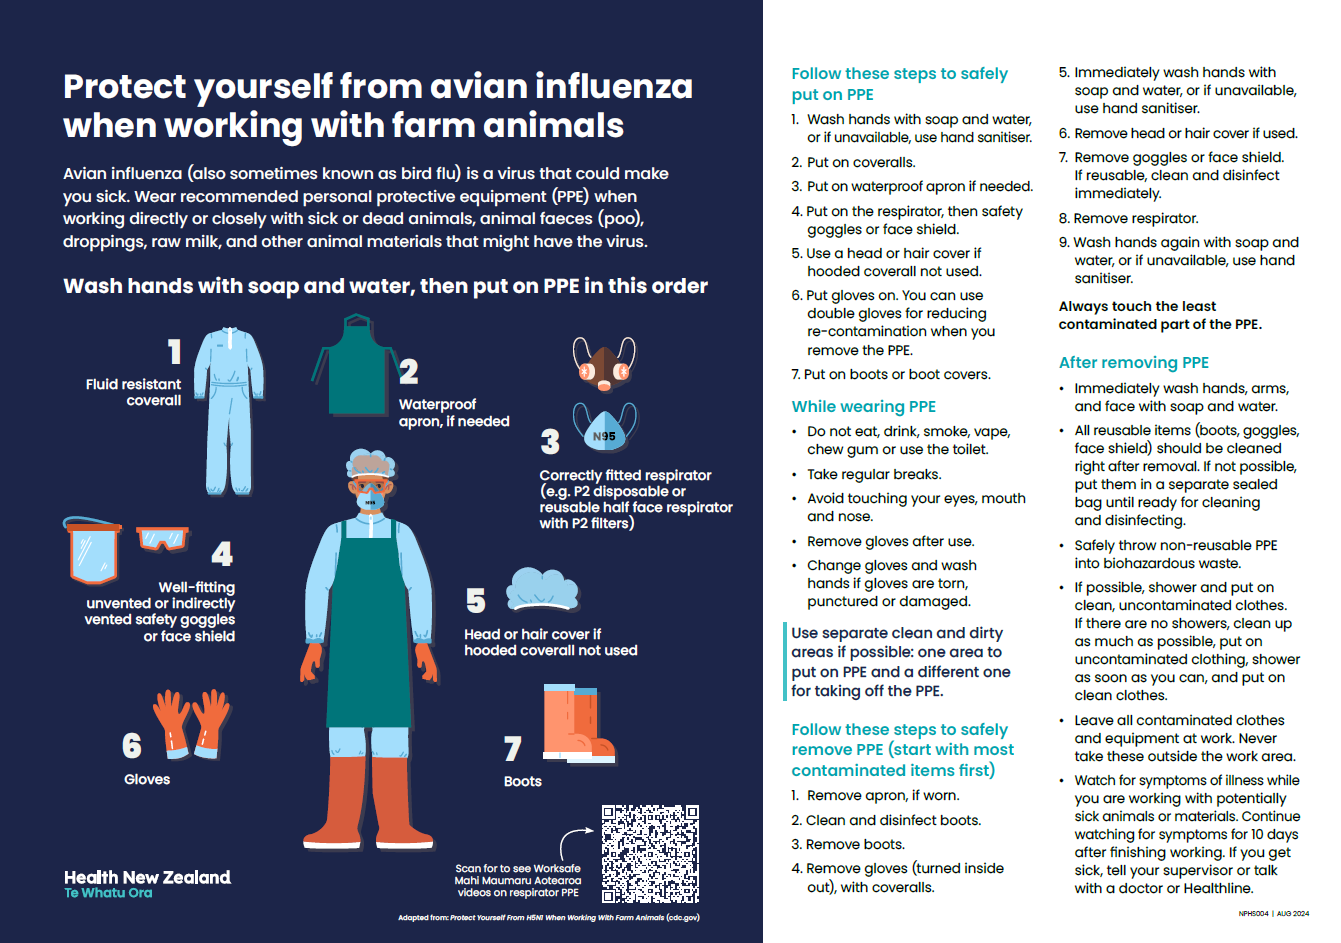 Protect yourself from avian influenza
when working with farm animals
Avian influenza (also sometimes known as bird flu) is a virus that could make
you sick. Wear recommended personal protective equipment (PPE) when
working directly or closely with sick or dead animals, animal faeces (poo),
droppings, raw milk, and other animal materials that might have the virus.
Wash hands with soap and water, then put on PPE in this order
1
Fluid resistant
coverall
2
Waterproof
apron, if needed
N95
3
Correctly fitted respirator
(e.g. P2 disposable or
reusable half face respirator
with P2 filters)
N95
4
Well-fitting
unvented or indirectly
vented safety goggles
or face shield
5
Head or hair cover if
hooded coverall not used
6
Gloves
7
Boots
Scan for to see Worksafe
Mahi Maumaru Aotearoa
videos on respirator PPE
Health New Zealand
Te Whatu Ora
Adapted from: Protect Yourself From H5N1 When Working With Farm Animals (cdc.gov)
Follow these steps to safely
put on PPE
1. Wash hands with soap and water,
or if unavailable, use hand sanitiser.
2. Put on coveralls.
3. Put on waterproof apron if needed.
4. Put on the respirator, then safety
goggles or face shield.
5. Use a head or hair cover if
hooded coverall not used.
6. Put gloves on. You can use
double gloves for reducing
re-contamination when you
remove the PPE.
7. Put on boots or boot covers.
While wearing PPE
• Do not eat, drink, smoke, vape,
chew gum or use the toilet.
• Take regular breaks.
• Avoid touching your eyes, mouth
and nose.
• Remove gloves after use.
• Change gloves and wash
hands if gloves are torn,
punctured or damaged.
Use separate clean and dirty
areas if possible: one area to
put on PPE and a different one
for taking off the PPE.
Follow these steps to safely
remove PPE (start with most
contaminated items first)
1. Remove apron, if worn.
2. Clean and disinfect boots.
3. Remove boots.
4. Remove gloves (turned inside
out), with coveralls.
5. Immediately wash hands with
soap and water, or if unavailable,
use hand sanitiser.
6. Remove head or hair cover if used.
7. Remove goggles or face shield.
If reusable, clean and disinfect
immediately.
8. Remove respirator.
9. Wash hands again with soap and
water, or if unavailable, use hand
sanitiser.
Always touch the least
contaminated part of the PPE.
After removing PPE
• Immediately wash hands, arms,
and face with soap and water.
• All reusable items (boots, goggles,
face shield) should be cleaned
right after removal. If not possible,
put them in a separate sealed
bag until ready for cleaning
and disinfecting.
• Safely throw non-reusable PPE
into biohazardous waste.
• If possible, shower and put on
clean, uncontaminated clothes.
If there are no showers, clean up
as much as possible, put on
uncontaminated clothing, shower
as soon as you can, and put on
clean clothes.
• Leave all contaminated clothes
and equipment at work. Never
take these outside the work area.
• Watch for symptoms of illness while
you are working with potentially
sick animals or materials. Continue
watching for symptoms for 10 days
after finishing working. If you get
sick, tell your supervisor or talk
with a doctor or Healthline.
NPHS004 | AUG 2024